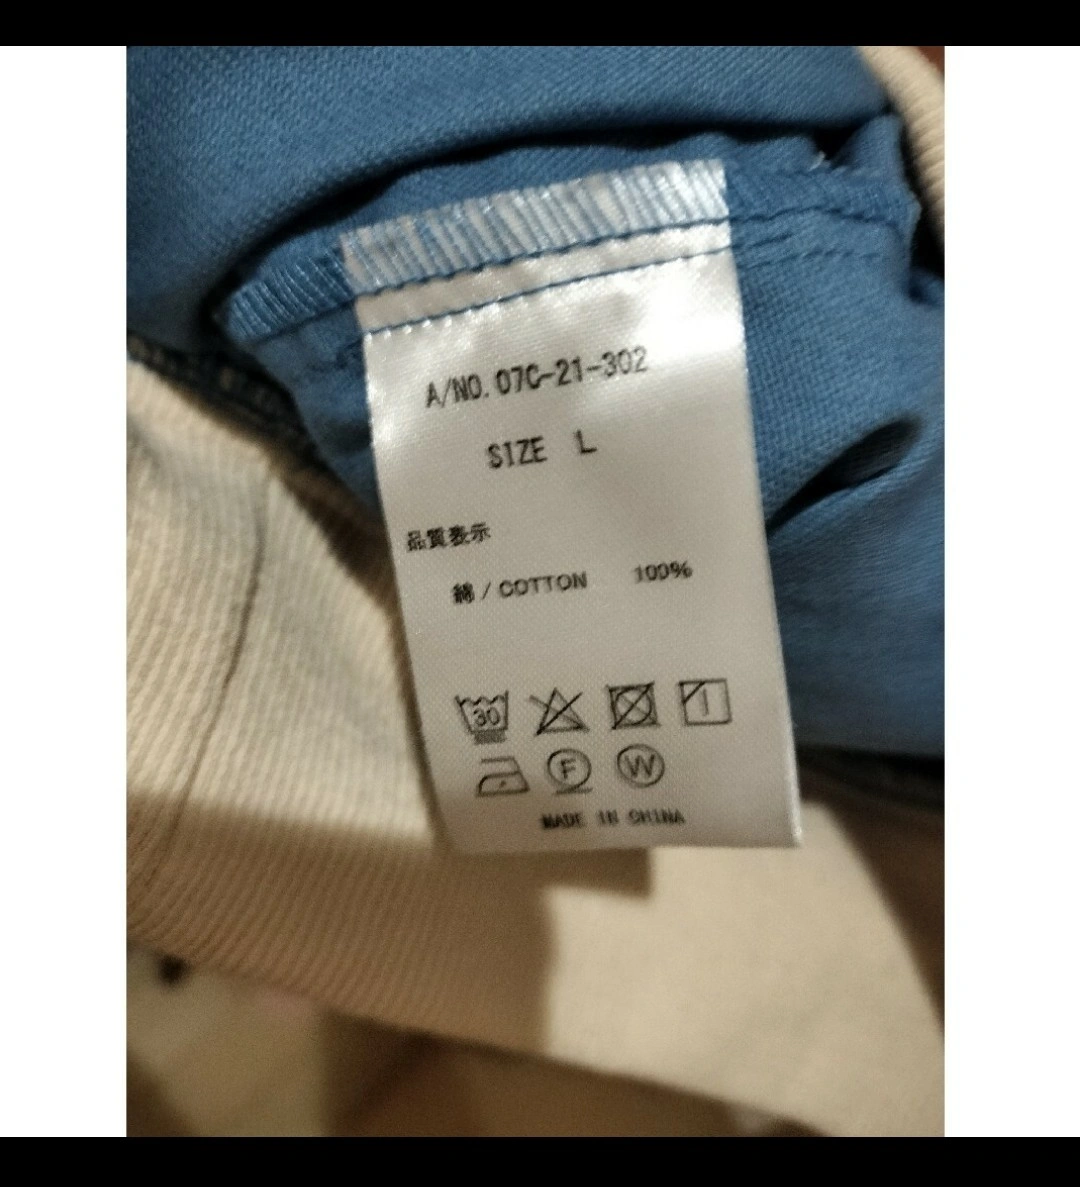 A/NO. 07C-21-302
SIZE L
品質表示
綿 / COTTON 100%
30
F W
MADE IN CHINA